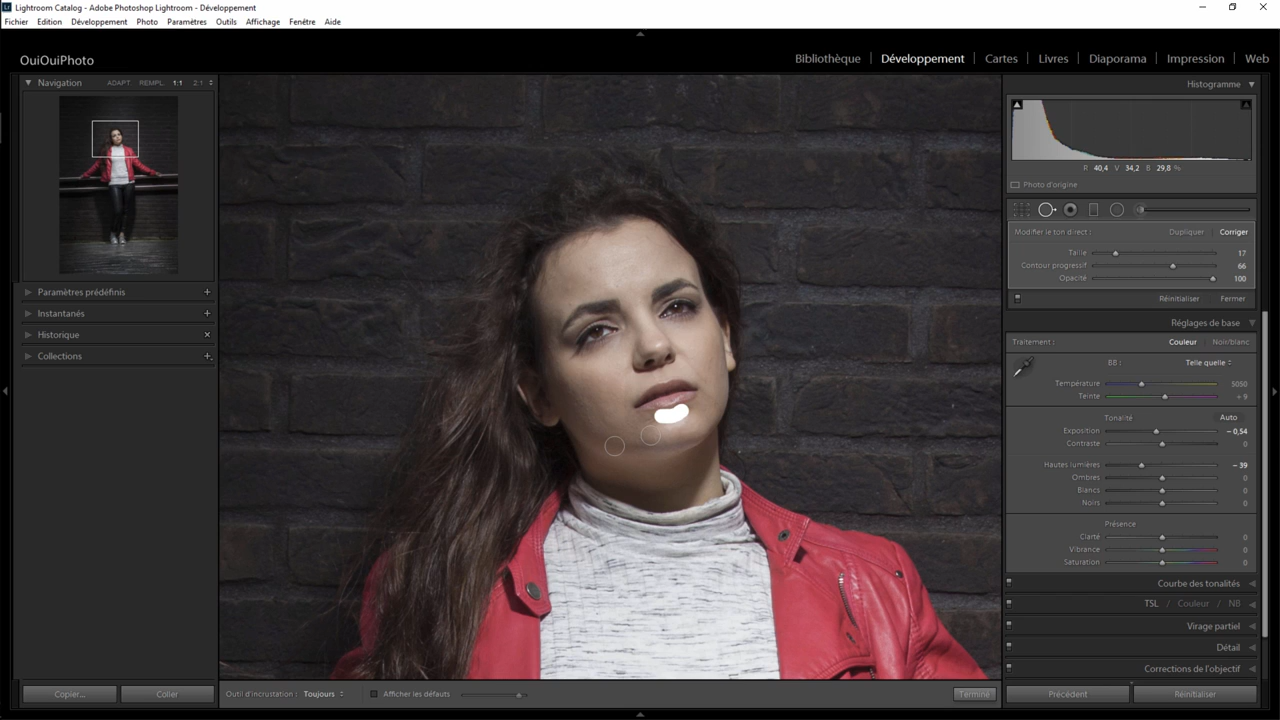 Lightroom Catalog - Adobe Photoshop Lightroom - Développement
Fichier Edition Développement Photo Paramètres Outils Affichage Fenêtre Aide
OuiOuiPhoto
Bibliothèque Développement Cartes Livres Diaporama Impression Web
Navigation ADAPT. REMPL. 1:1 2:1
Paramètres prédéfinis +
Instantanés +
Historique ×
Collections +
Copier... Coller
Outil d'incrustation : Toujours Afficher les défauts Terminé
Histogramme
R 40,4 V 34,2 B 29,8 %
Photo d'origine
Modifier le ton direct : Dupliquer Corriger
Taille 17
Contour progressif 66
Opacité 100
Réinitialiser Fermer
Réglages de base
Traitement : Couleur Noir/blanc
BB : Telle quelle
Température 5050
Teinte + 9
Tonalité Auto
Exposition – 0,54
Contraste 0
Hautes lumières – 39
Ombres 0
Blancs 0
Noirs 0
Présence
Clarté 0
Vibrance 0
Saturation 0
Courbe des tonalités
TSL / Couleur / NB
Virage partiel
Détail
Corrections de l'objectif
Précédent Réinitialiser